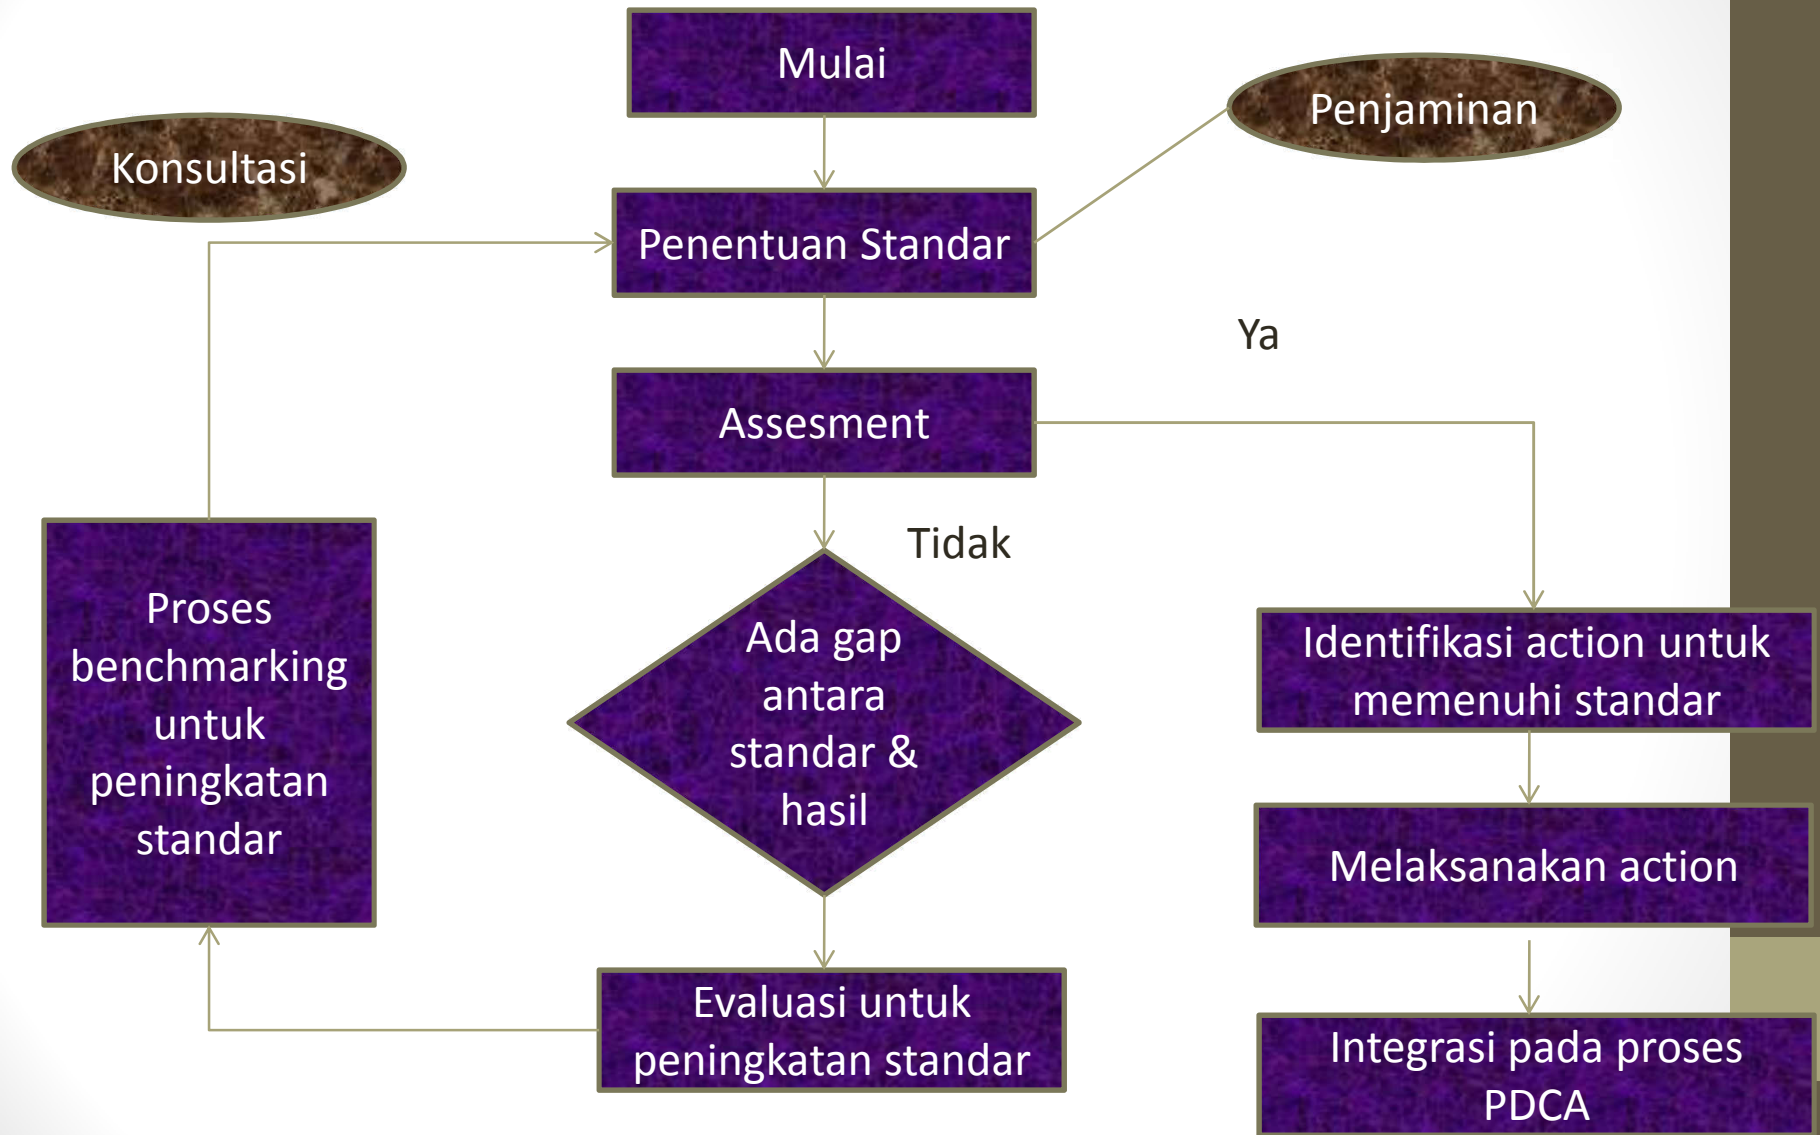 Mulai
Penjaminan
Konsultasi
Penentuan Standar
Ya
Assesment
Tidak
Proses
benchmarking
untuk
peningkatan
standar
Ada gap
antara
standar &
hasil
Identifikasi action untuk
memenuhi standar
Melaksanakan action
Evaluasi untuk
peningkatan standar
Integrasi pada proses
PDCA